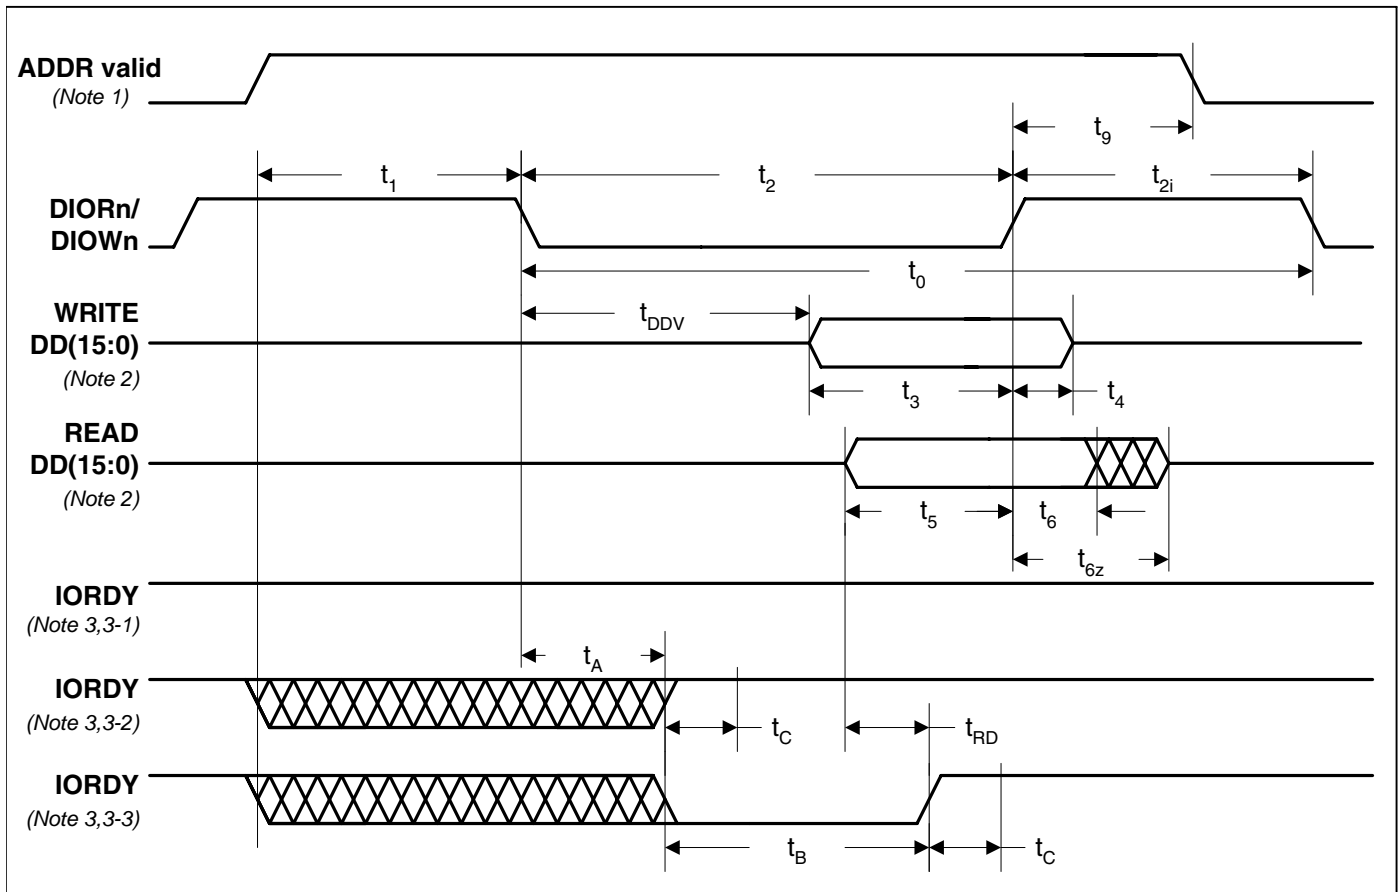 ADDR valid
(Note 1)
t9
t1 t2 t2i
DIORn/
DIOWn
t0
WRITE
DD(15:0)
(Note 2)
tDDV
t3 t4
READ
DD(15:0)
(Note 2)
t5 t6
t6z
IORDY
(Note 3,3-1)
tA
IORDY
(Note 3,3-2)
tC tRD
IORDY
(Note 3,3-3)
tB tC